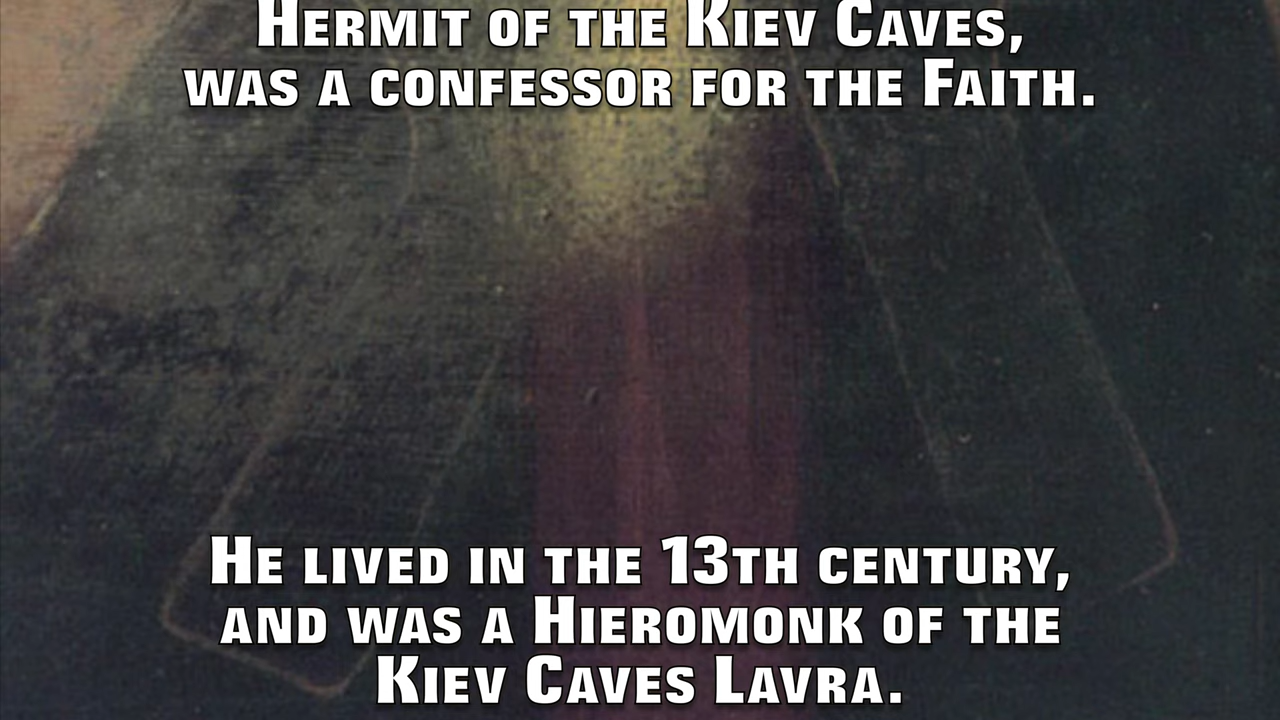 Hermit of the Kiev Caves,
was a confessor for the Faith.
He lived in the 13th century,
and was a Hieromonk of the
Kiev Caves Lavra.